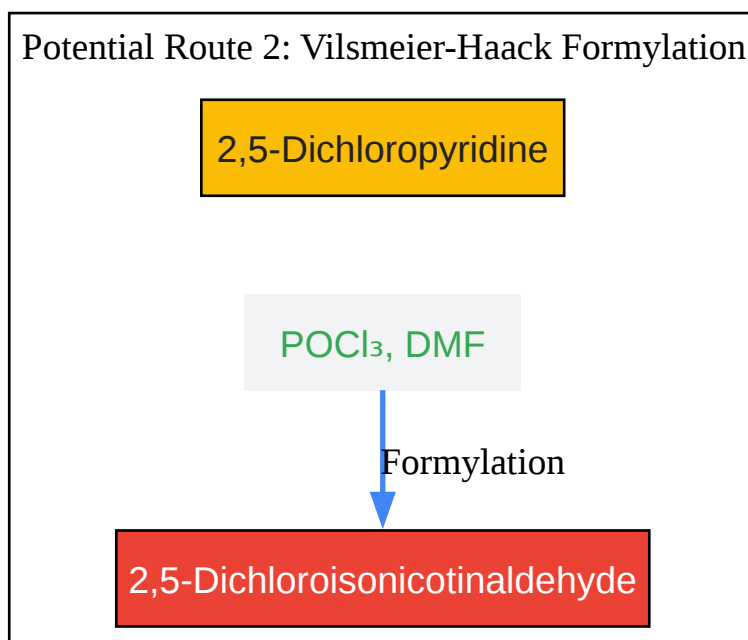 Potential Route 2: Vilsmeier-Haack Formylation
2,5-Dichloropyridine
POCl₃, DMF
Formylation
2,5-Dichloroisonicotinaldehyde